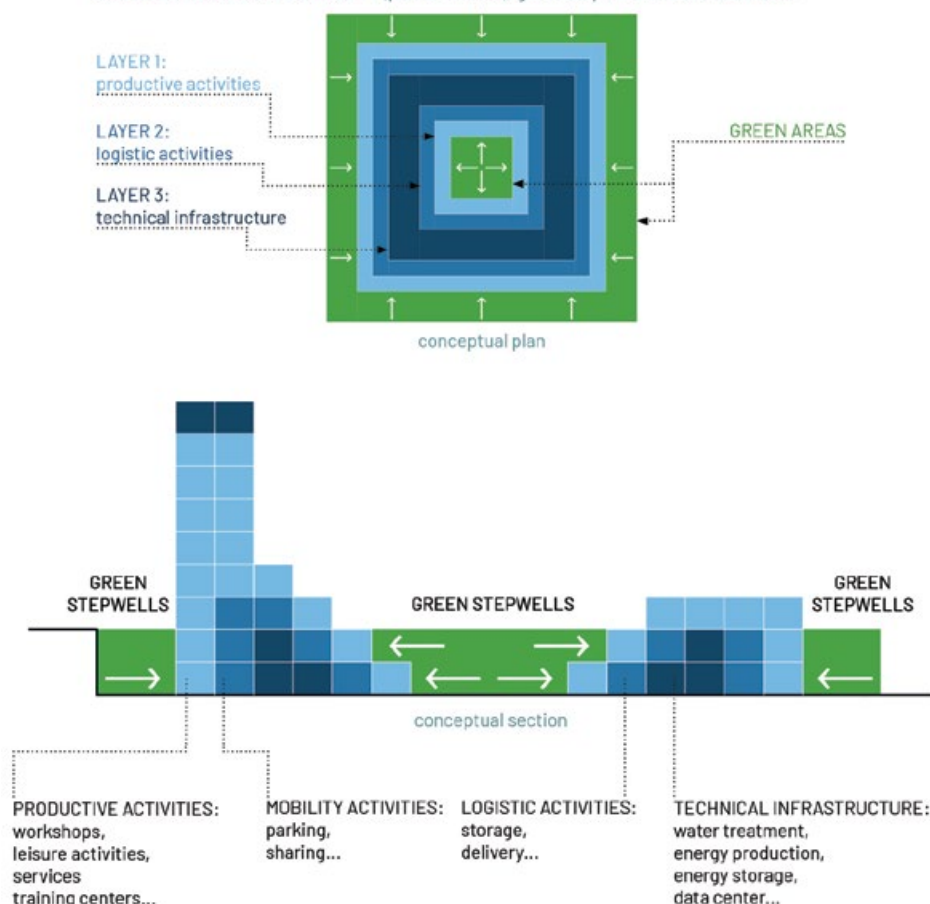 LAYER 1:
productive activities
LAYER 2:
logistic activities
LAYER 3:
technical infrastructure
GREEN AREAS
conceptual plan
GREEN
STEPWELLS
GREEN STEPWELLS
GREEN
STEPWELLS
conceptual section
PRODUCTIVE ACTIVITIES:
workshops,
leisure activities,
services
training centers...
MOBILITY ACTIVITIES:
parking,
sharing...
LOGISTIC ACTIVITIES:
storage,
delivery...
TECHNICAL INFRASTRUCTURE:
water treatment,
energy production,
energy storage,
data center...